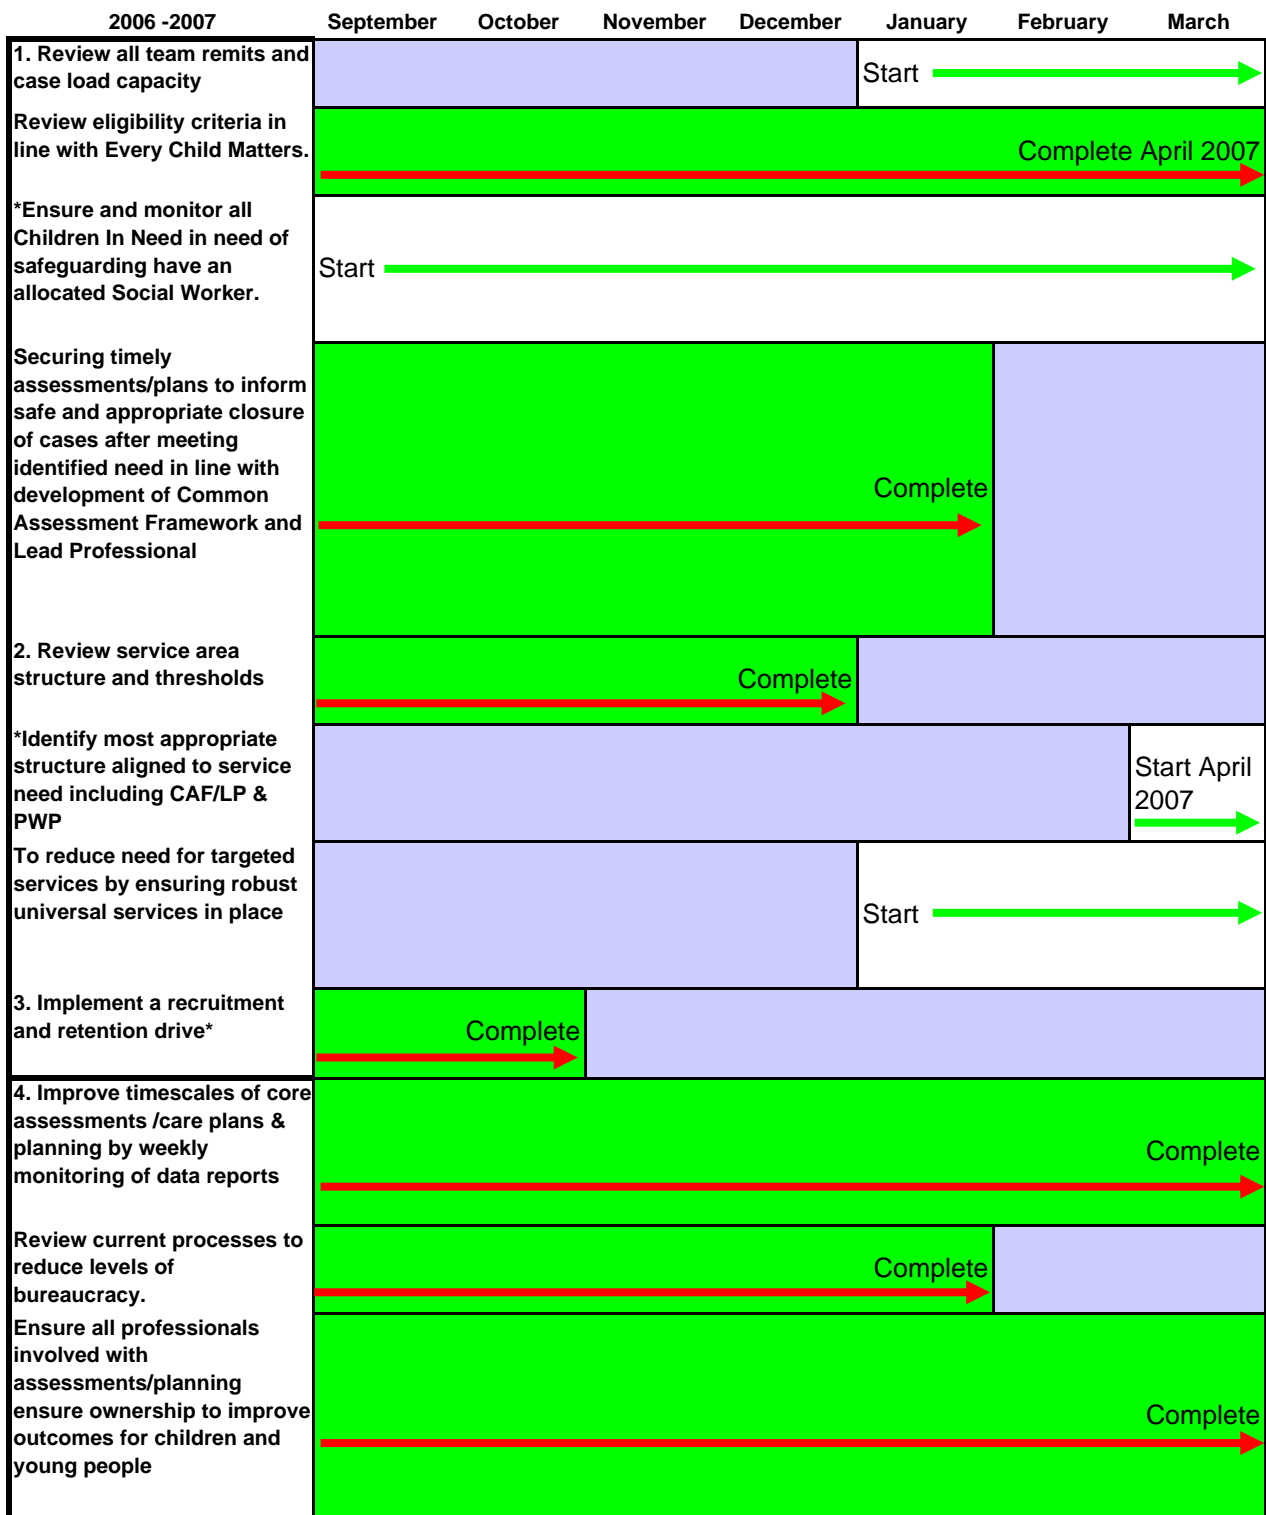 2006 -2007 September October November December January February March
1. Review all team remits and
case load capacity
Start
Review eligibility criteria in
line with Every Child Matters.
Complete April 2007
*Ensure and monitor all
Children In Need in need of
safeguarding have an
allocated Social Worker.
Start
Securing timely
assessments/plans to inform
safe and appropriate closure
of cases after meeting
identified need in line with
development of Common
Assessment Framework and
Lead Professional
Complete
2. Review service area
structure and thresholds
Complete
*Identify most appropriate
structure aligned to service
need including CAF/LP &
PWP
Start April
2007
To reduce need for targeted
services by ensuring robust
universal services in place
Start
3. Implement a recruitment
and retention drive*
Complete
4. Improve timescales of core
assessments /care plans &
planning by weekly
monitoring of data reports
Complete
Review current processes to
reduce levels of
bureaucracy.
Complete
Ensure all professionals
involved with
assessments/planning
ensure ownership to improve
outcomes for children and
young people
Complete